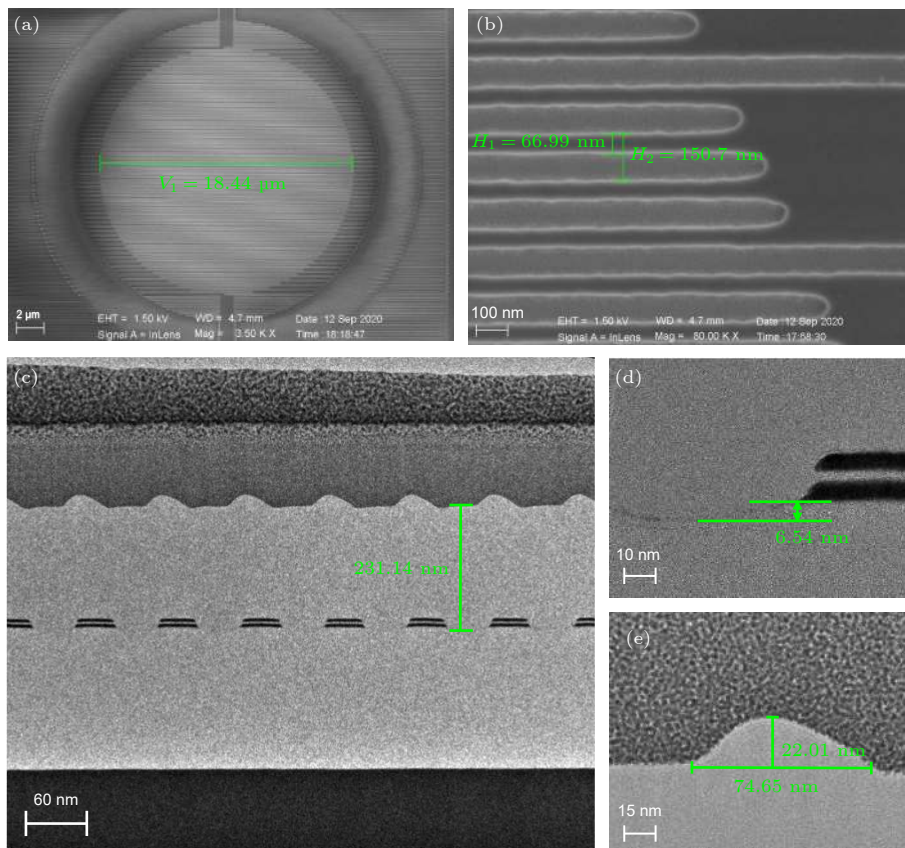 (a)
V₁ = 18.44 μm
2 μm
EHT = 1.50 kV WD = 4.7 mm Date :12 Sep 2020
Signal A = InLens Mag = 3.50 K X Time :18:18:47
(b)
H₁ = 66.99 nm
H₂ = 150.7 nm
100 nm
EHT = 1.50 kV WD = 4.7 mm Date :12 Sep 2020
Signal A = InLens Mag = 80.00 K X Time :17:58:30
(c)
231.14 nm
60 nm
(d)
6.54 nm
10 nm
(e)
22.01 nm
74.65 nm
15 nm